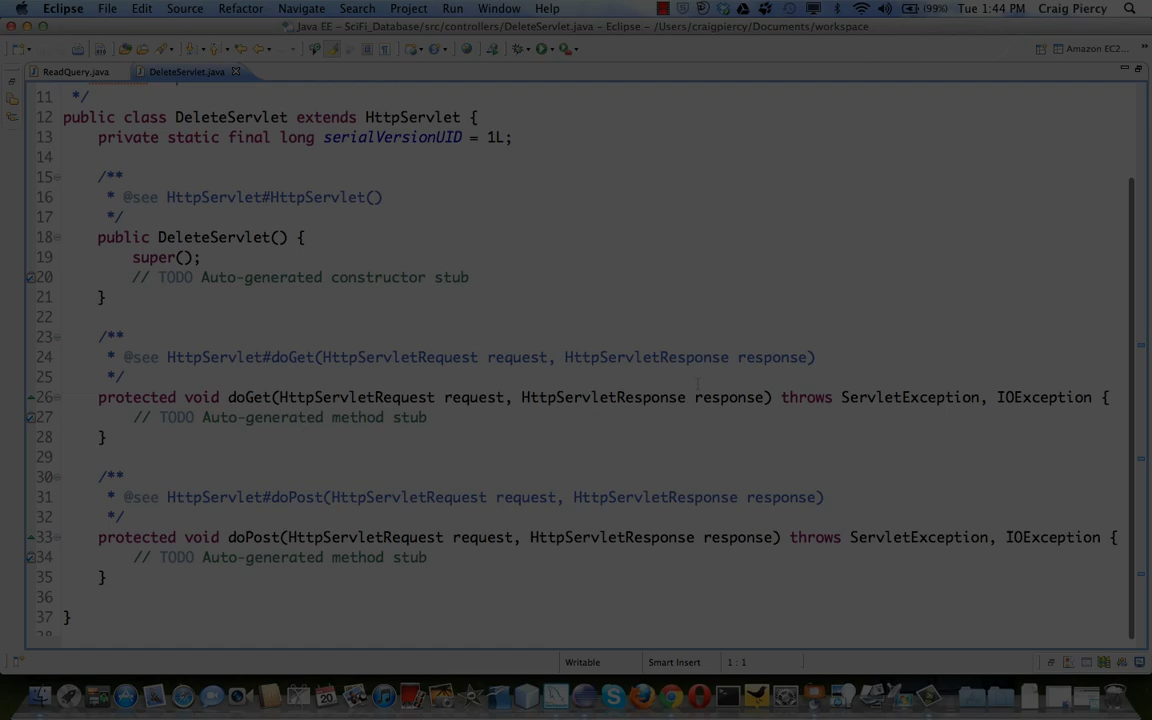 Eclipse File Edit Source Refactor Navigate Search Project Run Window Help (99%) Tue 1:44 PM Craig Piercy
Java EE – SciFi_Database/src/controllers/DeleteServlet.java – Eclipse – /Users/craigpiercy/Documents/workspace
Amazon EC2...
ReadQuery.java DeleteServlet.java
11 */
12 public class DeleteServlet extends HttpServlet {
13 private static final long serialVersionUID = 1L;
14
15 /**
16 * @see HttpServlet#HttpServlet()
17 */
18 public DeleteServlet() {
19 super();
20 // TODO Auto-generated constructor stub
21 }
22
23 /**
24 * @see HttpServlet#doGet(HttpServletRequest request, HttpServletResponse response)
25 */
26 protected void doGet(HttpServletRequest request, HttpServletResponse response) throws ServletException, IOException {
27 // TODO Auto-generated method stub
28 }
29
30 /**
31 * @see HttpServlet#doPost(HttpServletRequest request, HttpServletResponse response)
32 */
33 protected void doPost(HttpServletRequest request, HttpServletResponse response) throws ServletException, IOException {
34 // TODO Auto-generated method stub
35 }
36
37 }
38
Writable Smart Insert 1 : 1